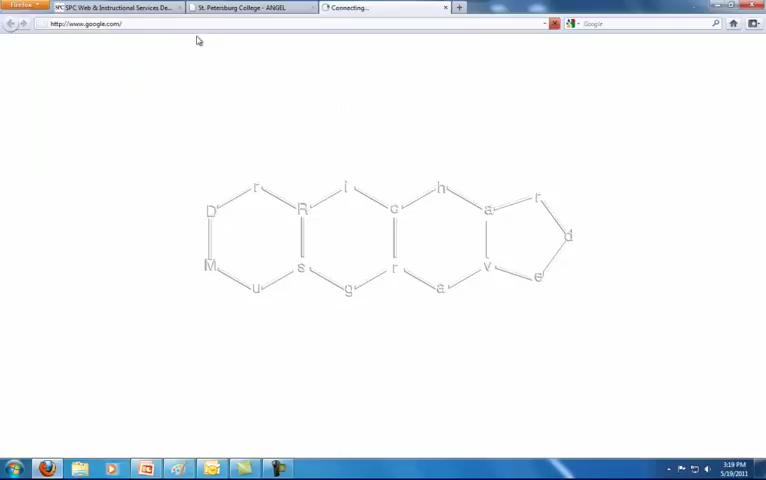 Firefox
SPC SPC Web & Instructional Services De...
St. Petersburg College - ANGEL
Connecting...
http://www.google.com/
Google
D r R i c h a r d
M u s g r a v e
3:19 PM
5/19/2011